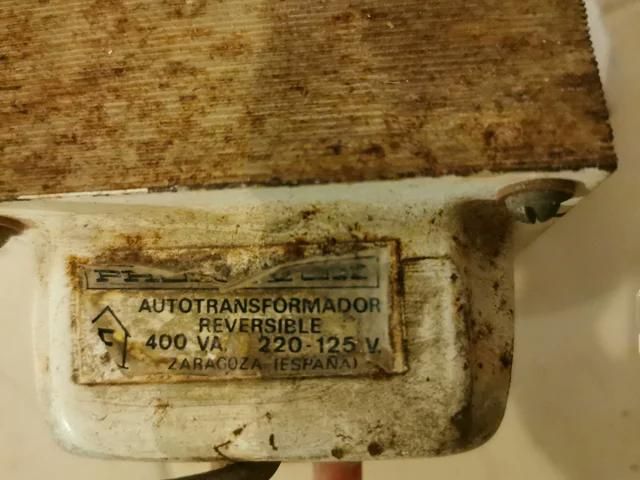 AUTOTRANSFORMADOR
REVERSIBLE
400 VA. 220-125 V.
ZARAGOZA (ESPAÑA)